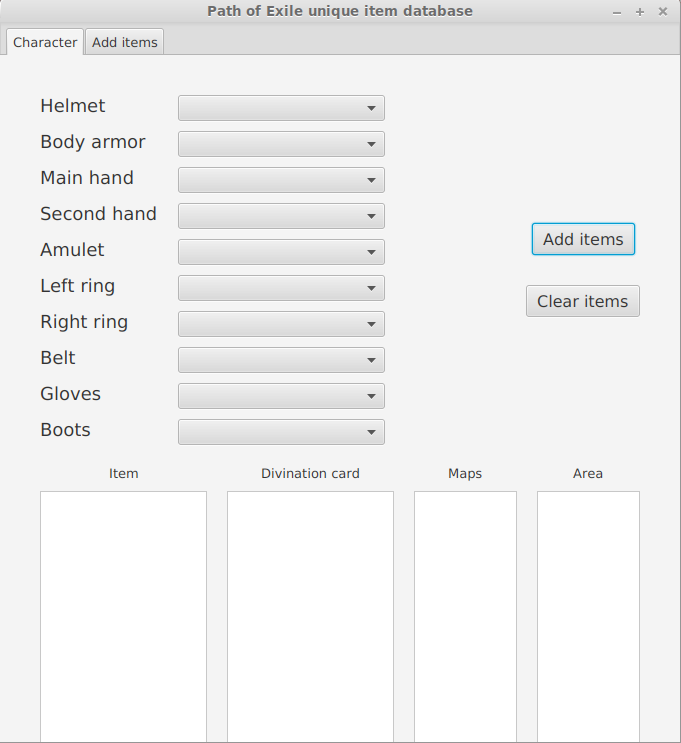 Path of Exile unique item database
Character Add items
Helmet
Body armor
Main hand
Second hand
Amulet
Left ring
Right ring
Belt
Gloves
Boots
Add items
Clear items
Item Divination card Maps Area